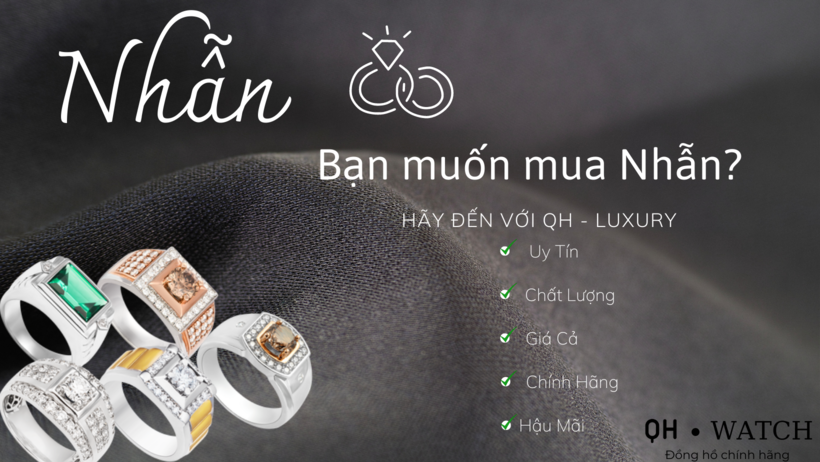 Nhẫn
Bạn muốn mua Nhẫn?
HÃY ĐẾN VỚI QH - LUXURY
Uy Tín
Chất Lượng
Giá Cả
Chính Hãng
Hậu Mãi
QH • WATCH
Đồng hồ chính hãng